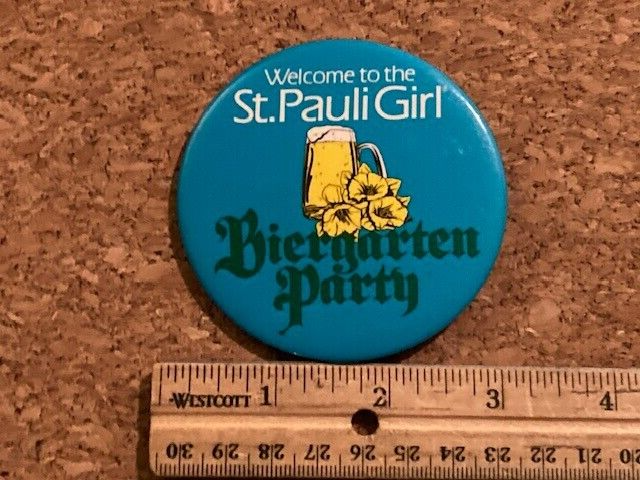 Welcome to the
St. Pauli Girl
Biergarten
Party
WESTCOTT 1 2 3 4
30 29 28 27 26 25 24 23 22 21 20